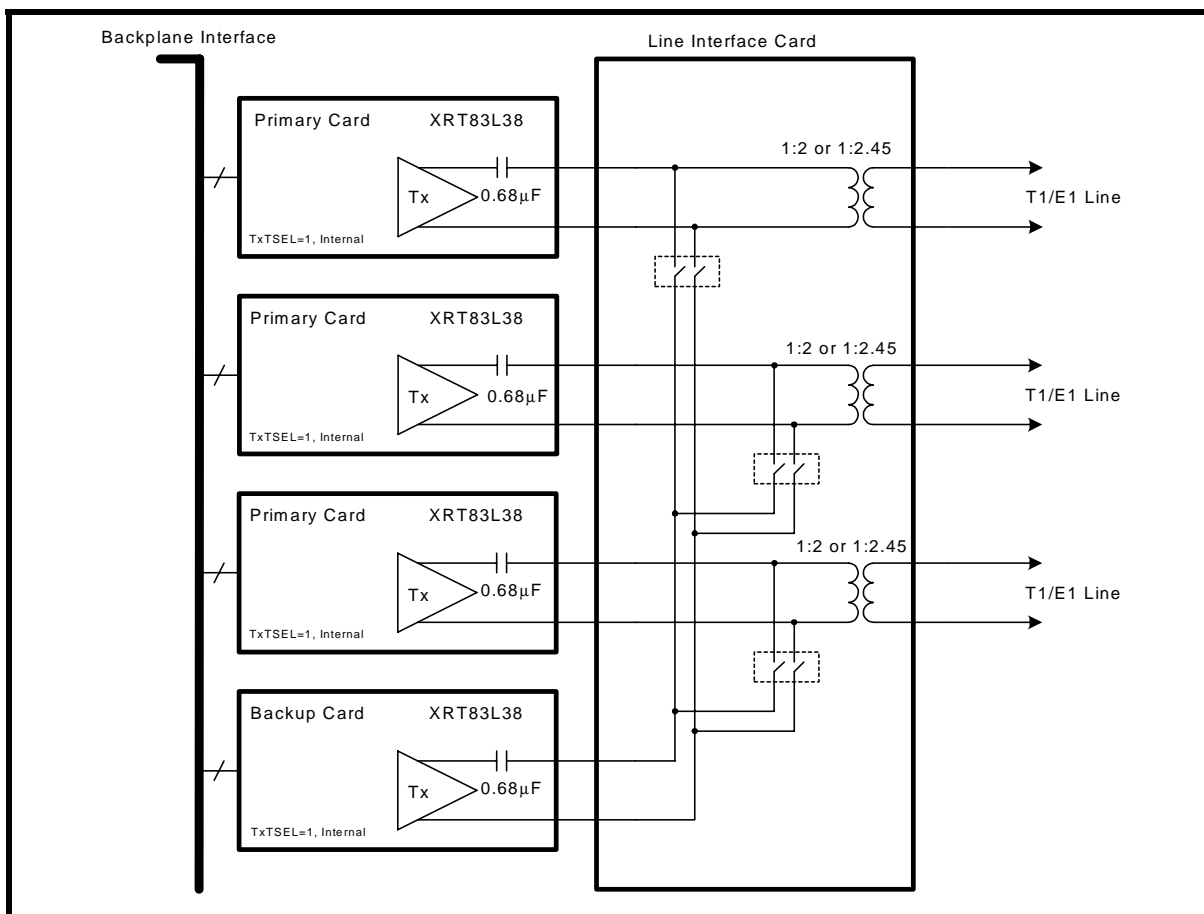 Backplane Interface
Line Interface Card
Primary Card XRT83L38
Tx
0.68µF
TxTSEL=1, Internal
1:2 or 1:2.45
T1/E1 Line
Primary Card XRT83L38
Tx
0.68µF
TxTSEL=1, Internal
1:2 or 1:2.45
T1/E1 Line
Primary Card XRT83L38
Tx
0.68µF
TxTSEL=1, Internal
1:2 or 1:2.45
T1/E1 Line
Backup Card XRT83L38
Tx
0.68µF
TxTSEL=1, Internal